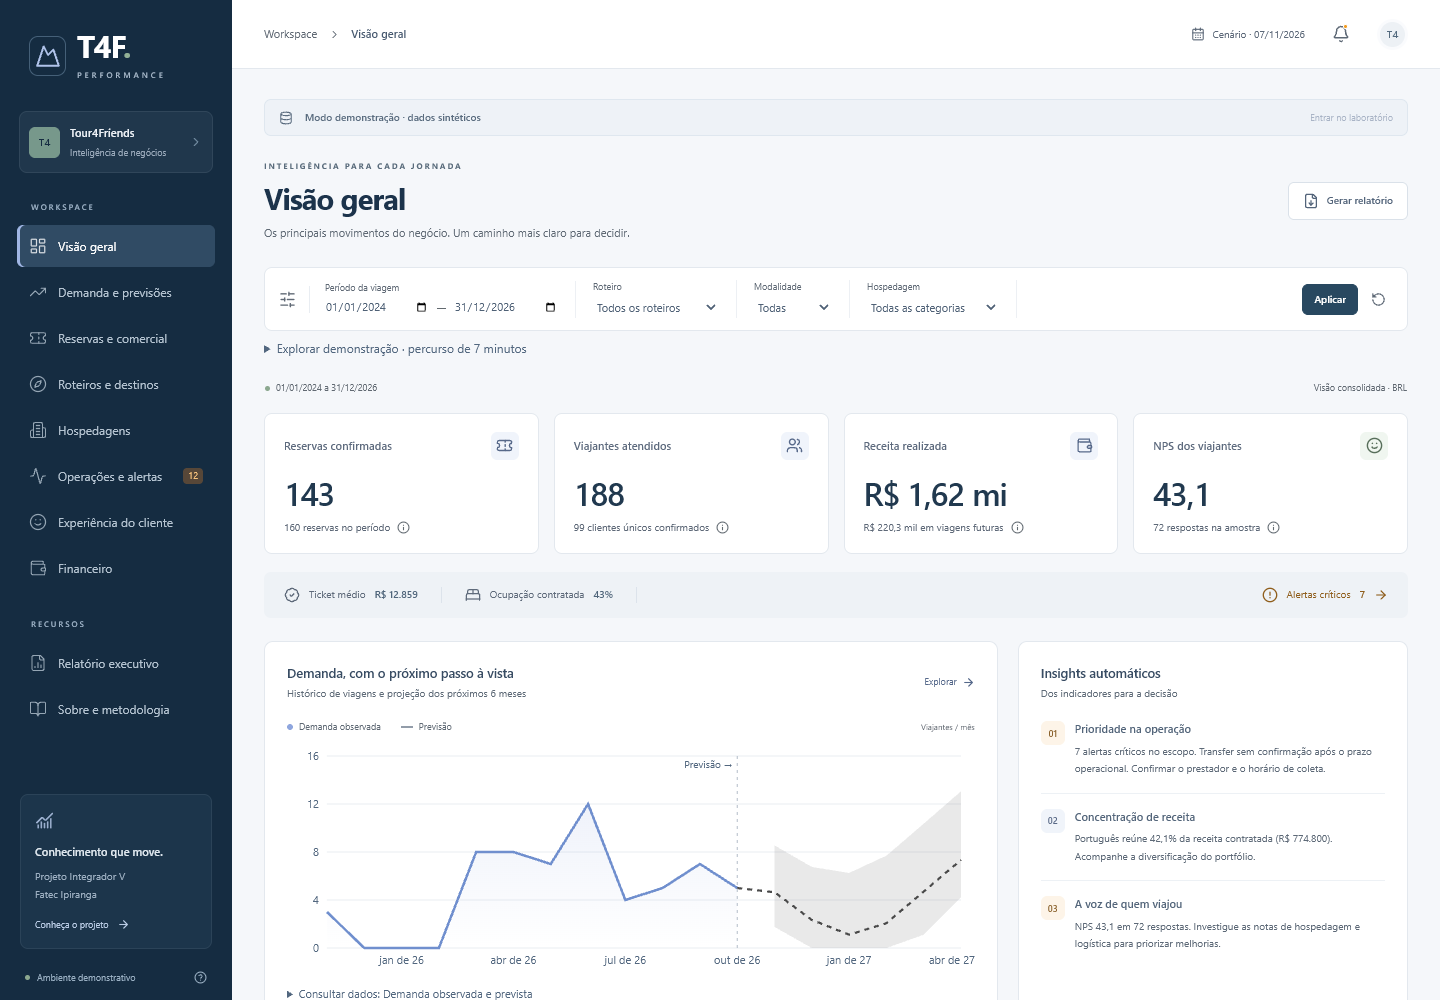 T4F.
PERFORMANCE
T4
Tour4Friends
Inteligência de negócios
WORKSPACE
Visão geral
Demanda e previsões
Reservas e comercial
Roteiros e destinos
Hospedagens
Operações e alertas 12
Experiência do cliente
Financeiro
RECURSOS
Relatório executivo
Sobre e metodologia
Conhecimento que move.
Projeto Integrador V
Fatec Ipiranga
Conheça o projeto →
Ambiente demonstrativo
Workspace > Visão geral
Cenário · 07/11/2026
T4
Modo demonstração · dados sintéticos
Entrar no laboratório
INTELIGÊNCIA PARA CADA JORNADA
Visão geral
Os principais movimentos do negócio. Um caminho mais claro para decidir.
Gerar relatório
Período da viagem
01/01/2024 — 31/12/2026
Roteiro
Todos os roteiros
Modalidade
Todas
Hospedagem
Todas as categorias
Aplicar
Explorar demonstração · percurso de 7 minutos
01/01/2024 a 31/12/2026
Visão consolidada · BRL
Reservas confirmadas
143
160 reservas no período
Viajantes atendidos
188
99 clientes únicos confirmados
Receita realizada
R$ 1,62 mi
R$ 220,3 mil em viagens futuras
NPS dos viajantes
43,1
72 respostas na amostra
Ticket médio R$ 12.859
Ocupação contratada 43%
Alertas críticos 7 →
Demanda, com o próximo passo à vista
Histórico de viagens e projeção dos próximos 6 meses
Explorar →
Demanda observada
Previsão
Viajantes / mês
Previsão →
16
12
8
4
0
jan de 26
abr de 26
jul de 26
out de 26
jan de 27
abr de 27
Consultar dados: Demanda observada e prevista
Insights automáticos
Dos indicadores para a decisão
01
Prioridade na operação
7 alertas críticos no escopo. Transfer sem confirmação após o prazo
operacional. Confirmar o prestador e o horário de coleta.
02
Concentração de receita
Português reúne 42,1% da receita contratada (R$ 774.800).
Acompanhe a diversificação do portfólio.
03
A voz de quem viajou
NPS 43,1 em 72 respostas. Investigue as notas de hospedagem e
logística para priorizar melhorias.